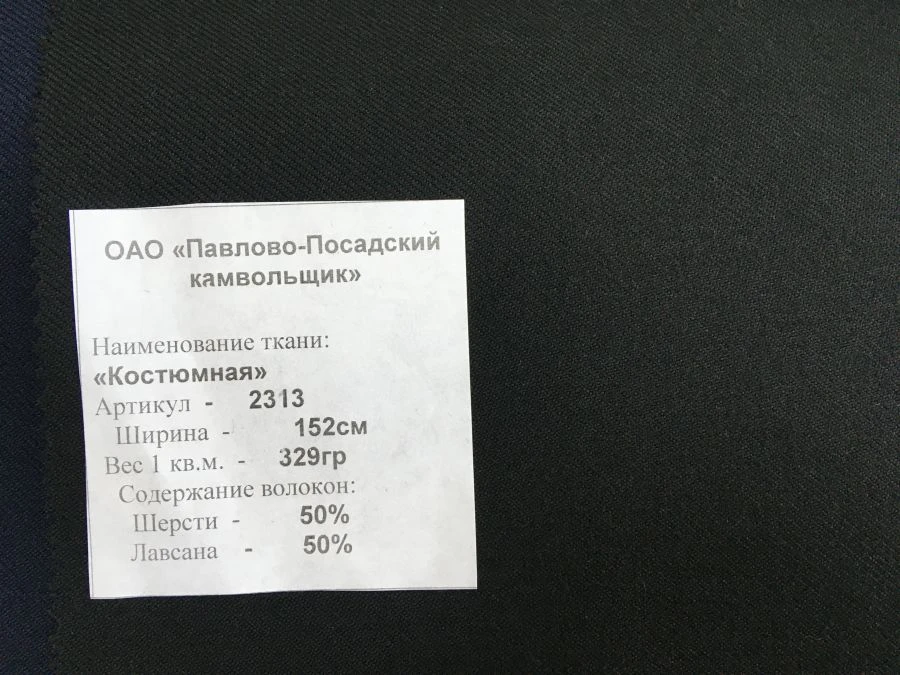 ОАО «Павлово-Посадский
камвольщик»
Наименование ткани:
«Костюмная»
Артикул - 2313
Ширина - 152см
Вес 1 кв.м. - 329гр
Содержание волокон:
Шерсти - 50%
Лавсана - 50%